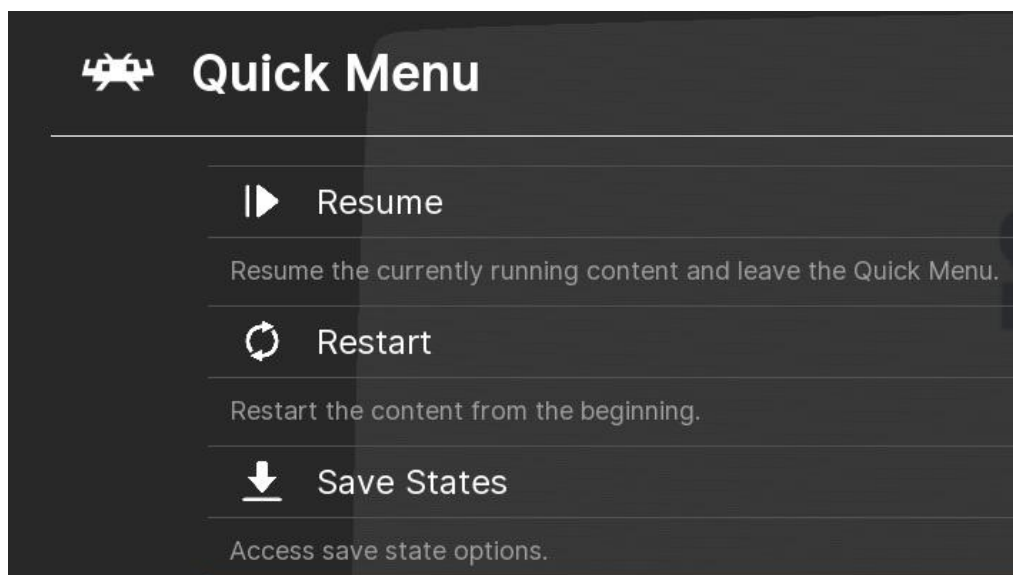 Quick Menu
Resume
Resume the currently running content and leave the Quick Menu.
Restart
Restart the content from the beginning.
Save States
Access save state options.